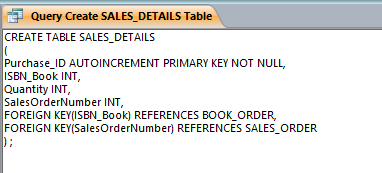 Query Create SALES_DETAILS Table
CREATE TABLE SALES_DETAILS
(
Purchase_ID AUTOINCREMENT PRIMARY KEY NOT NULL,
ISBN_Book INT,
Quantity INT,
SalesOrderNumber INT,
FOREIGN KEY(ISBN_Book) REFERENCES BOOK_ORDER,
FOREIGN KEY(SalesOrderNumber) REFERENCES SALES_ORDER
) ;